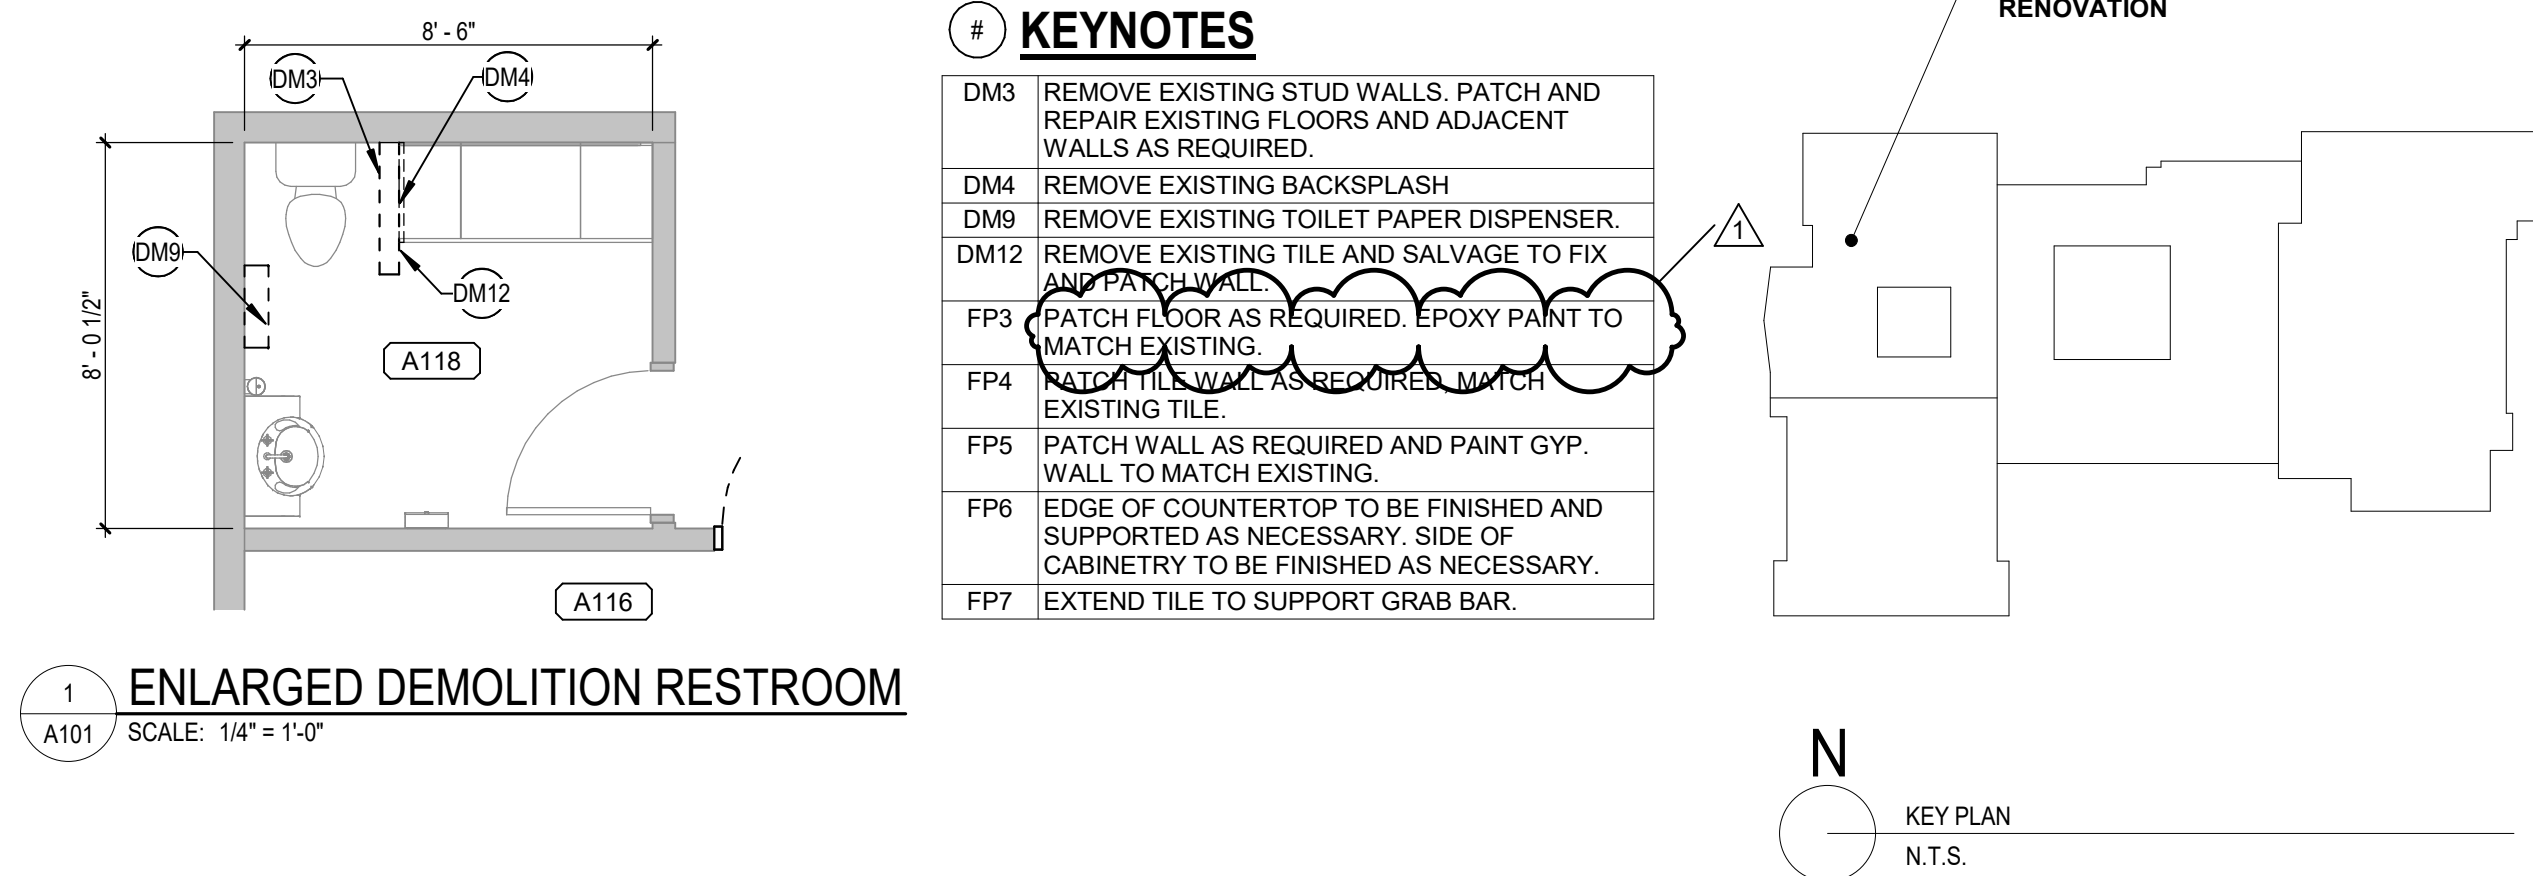 8' - 6"
DM3
DM4
DM9
DM12
8' - 0 1/2"
A118
A116
1
A101
ENLARGED DEMOLITION RESTROOM
SCALE: 1/4" = 1'-0"
# KEYNOTES
DM3 REMOVE EXISTING STUD WALLS. PATCH AND
REPAIR EXISTING FLOORS AND ADJACENT
WALLS AS REQUIRED.
DM4 REMOVE EXISTING BACKSPLASH
DM9 REMOVE EXISTING TOILET PAPER DISPENSER.
DM12 REMOVE EXISTING TILE AND SALVAGE TO FIX
AND PATCH WALL.
FP3 PATCH FLOOR AS REQUIRED. EPOXY PAINT TO
MATCH EXISTING.
FP4 PATCH TILE WALL AS REQUIRED, MATCH
EXISTING TILE.
FP5 PATCH WALL AS REQUIRED AND PAINT GYP.
WALL TO MATCH EXISTING.
FP6 EDGE OF COUNTERTOP TO BE FINISHED AND
SUPPORTED AS NECESSARY. SIDE OF
CABINETRY TO BE FINISHED AS NECESSARY.
FP7 EXTEND TILE TO SUPPORT GRAB BAR.
1
RENOVATION
N
KEY PLAN
N.T.S.